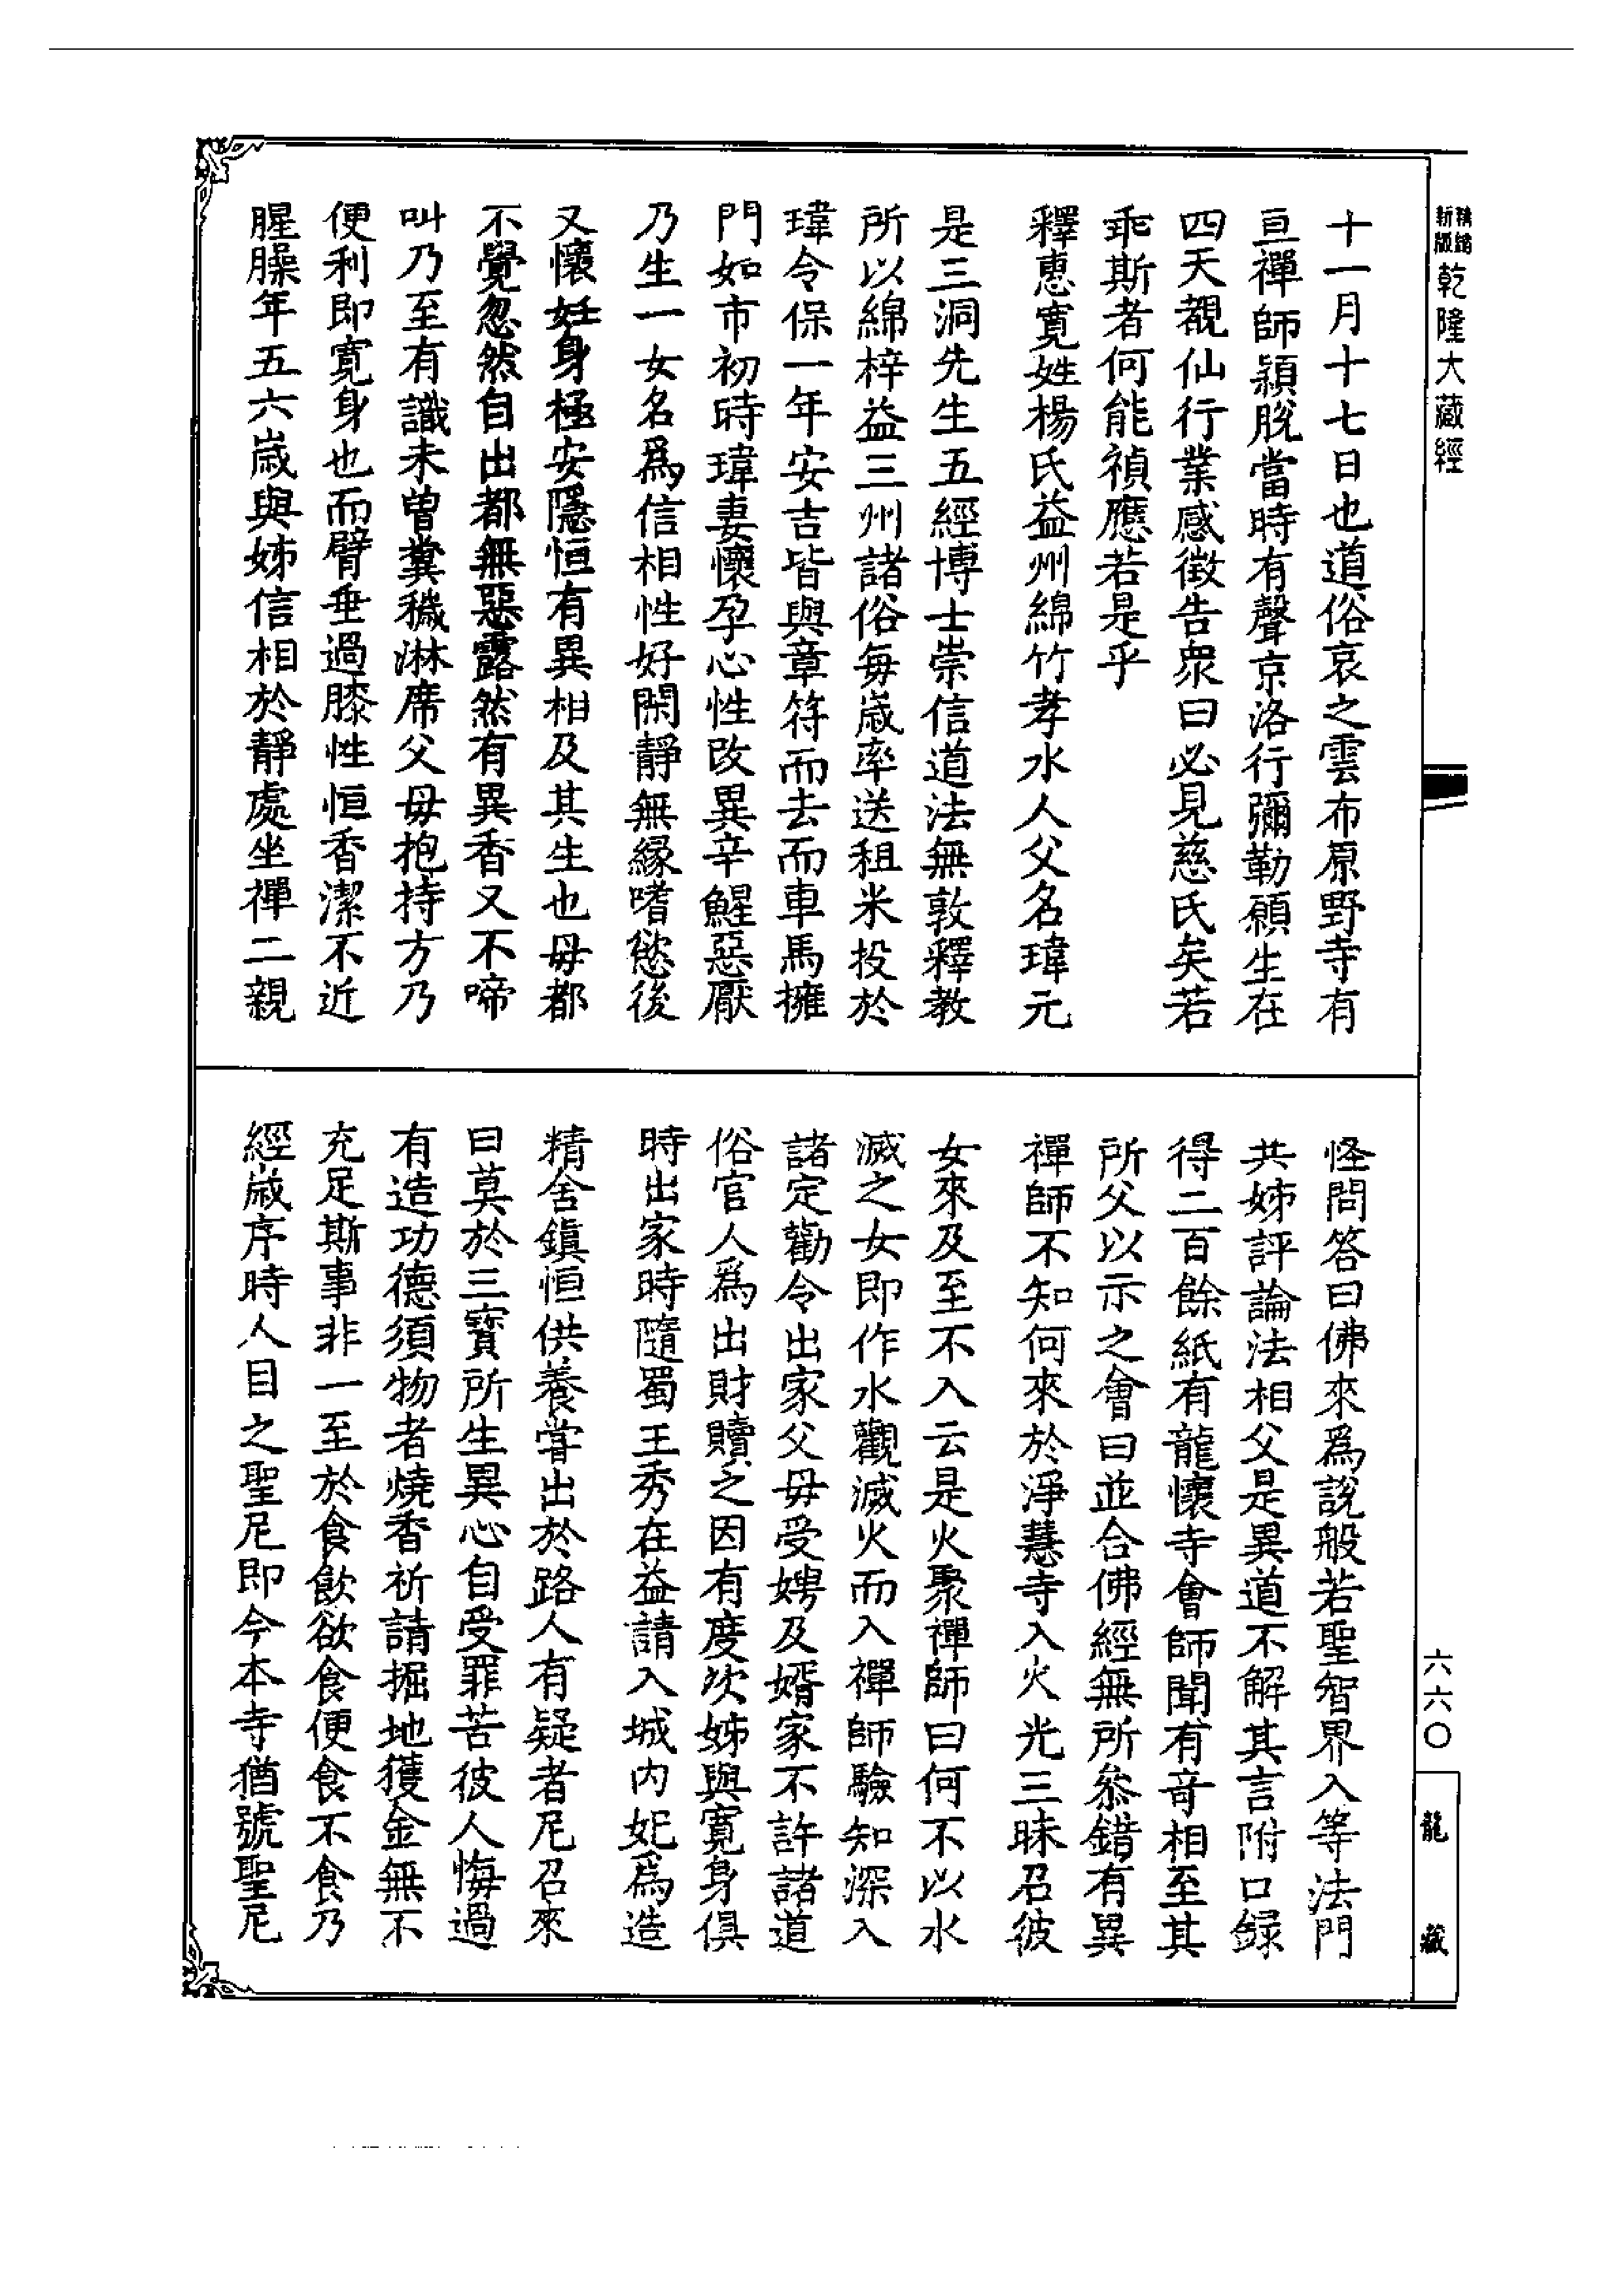 新版精縮乾隆大藏經
十一月十七日也道俗哀之雲布原野寺有
亘禪師頴脫當時有聲京洛行彌勒願生在
四天覩仙行業感徵告衆曰必見慈氏矣若
乖斯者何能禎應若是乎
釋惠寬姓楊氏益州綿竹孝水人父名瑋元
是三洞先生五經博士崇信道法無敦釋教
所以綿梓益三州諸俗每嵗率送租米投於
瑋令保一年安吉皆與章符而去而車馬擁
門如市初時瑋妻懷孕心性改異辛鯹惡厭
乃生一女名爲信相性好閑靜無緣嗜慾後
又懷妊身極安隱恒有異相及其生也母都
不覺忽然自出都無惡露然有異香又不啼
叫乃至有識未曾糞穢淋席父母抱持方乃
便利即寬身也而臂垂過膝性恒香潔不近
腥臊年五六嵗與姊信相於靜處坐禪二親
怪問答曰佛來爲說般若聖智界入等法門
共姊評論法相父是異道不解其言附口録
得二百餘紙有龍懷寺會師聞有竒相至其
所父以示之會曰並合佛經無所叅錯有異
禪師不知何來於淨慧寺入火光三昧召彼
女來及至不入云是火聚禪師曰何不以水
滅之女即作水觀滅火而入禪師驗知深入
諸定勸令出家父母受娉及婿家不許諸道
俗官人爲出財贖之因有度次姊與寬身俱
時出家時隨蜀王秀在益請入城内妃爲造
精舍鎮恒供養嘗出於路人有疑者尼召來
曰莫於三寶所生異心自受罪苦彼人悔過
有造功德須物者燒香祈請掘地獲金無不
充足斯事非一至於食飲欲食便食不食乃
經嵗序時人目之聖尼即今本寺猶號聖尼
六六〇
龍藏